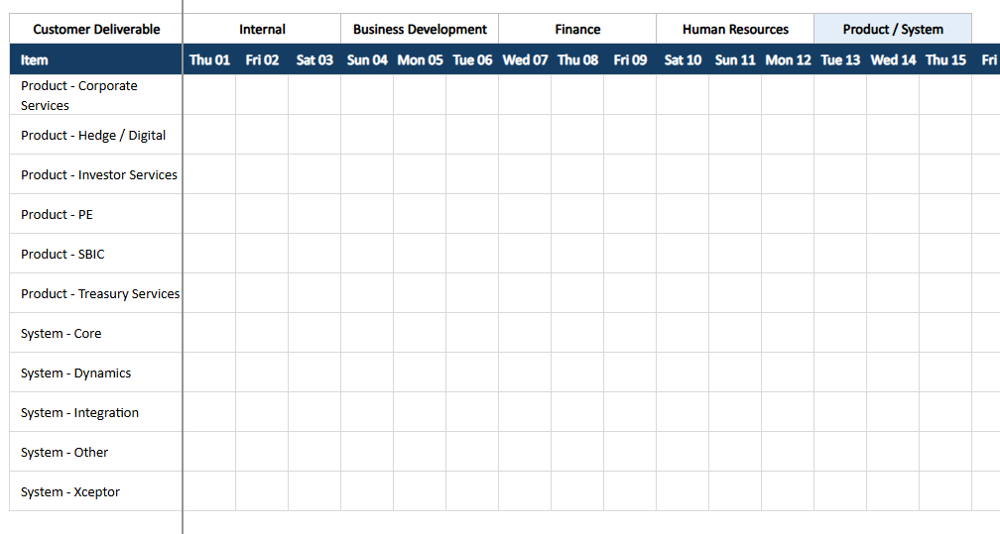 Customer Deliverable Internal Business Development Finance Human Resources Product / System
Item Thu 01 Fri 02 Sat 03 Sun 04 Mon 05 Tue 06 Wed 07 Thu 08 Fri 09 Sat 10 Sun 11 Mon 12 Tue 13 Wed 14 Thu 15 Fri
Product - Corporate
Services
Product - Hedge / Digital
Product - Investor Services
Product - PE
Product - SBIC
Product - Treasury Services
System - Core
System - Dynamics
System - Integration
System - Other
System - Xceptor